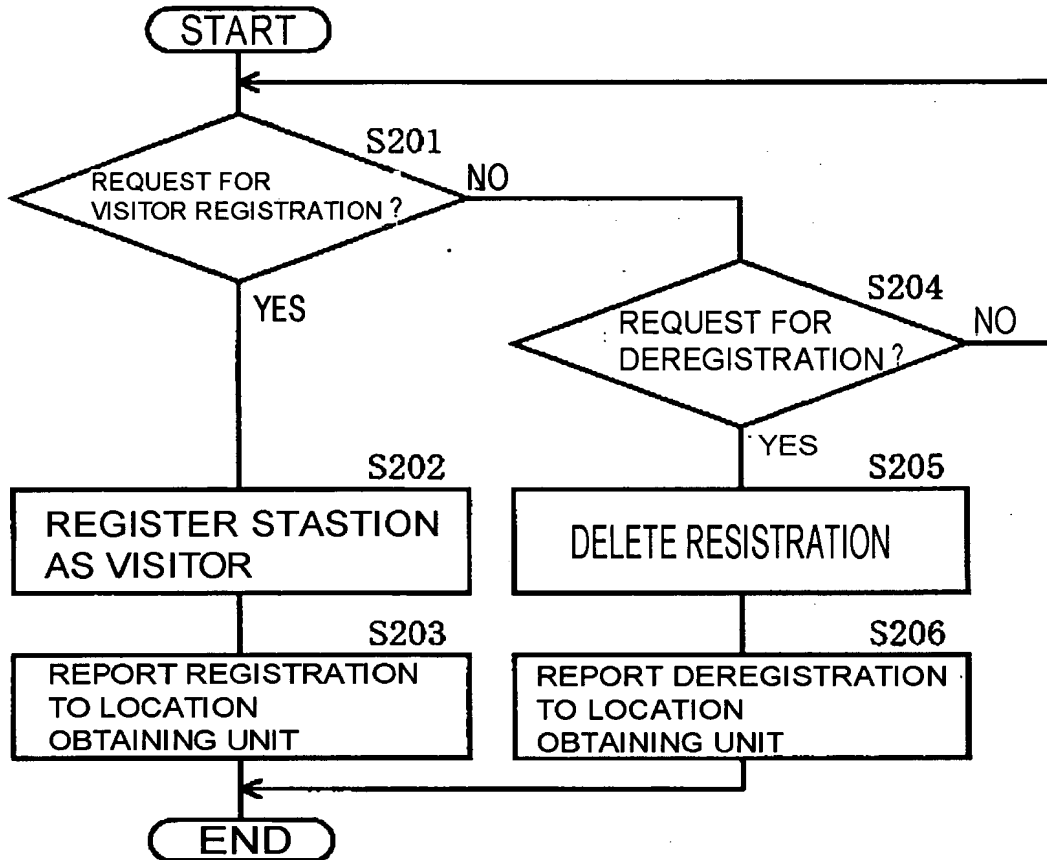 START
S201
REQUEST FOR
VISITOR REGISTRATION ?
NO
YES
S204
REQUEST FOR
DEREGISTRATION ?
NO
YES
S202
REGISTER STASTION
AS VISITOR
S205
DELETE RESISTRATION
S203
REPORT REGISTRATION
TO LOCATION
OBTAINING UNIT
S206
REPORT DEREGISTRATION
TO LOCATION
OBTAINING UNIT
END